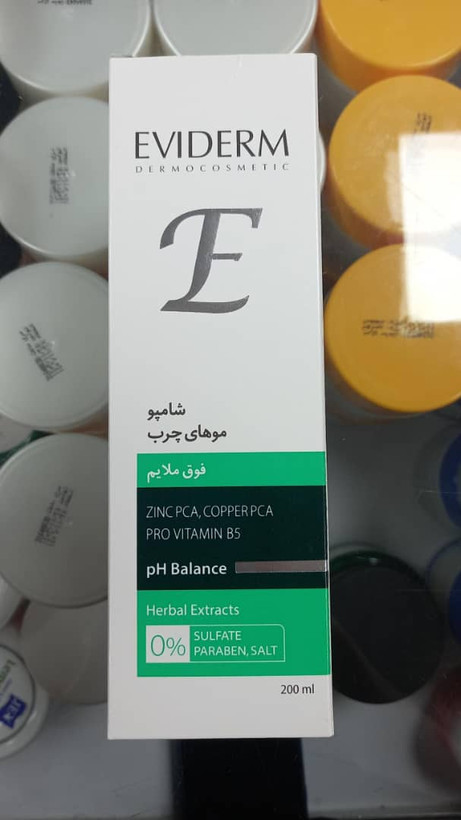 EVIDERM
DERMOCOSMETIC
E
شامپو
موهای چرب
فوق ملایم
ZINC PCA, COPPER PCA
PRO VITAMIN B5
pH Balance
Herbal Extracts
0% SULFATE
PARABEN, SALT
200 ml